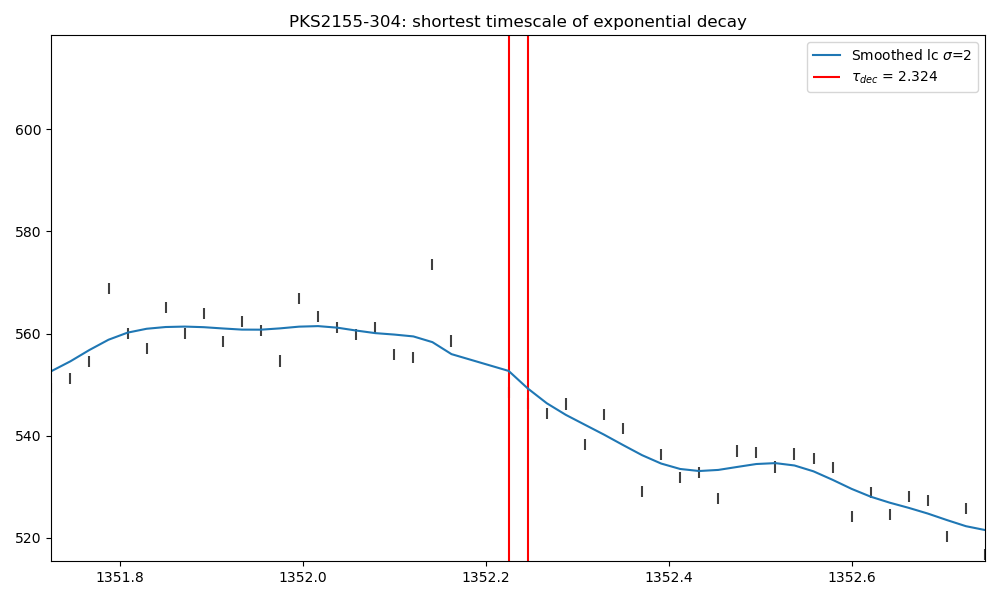 PKS2155-304: shortest timescale of exponential decay
Smoothed lc σ=2
τ_dec = 2.324
600
580
560
540
520
1351.8 1352.0 1352.2 1352.4 1352.6